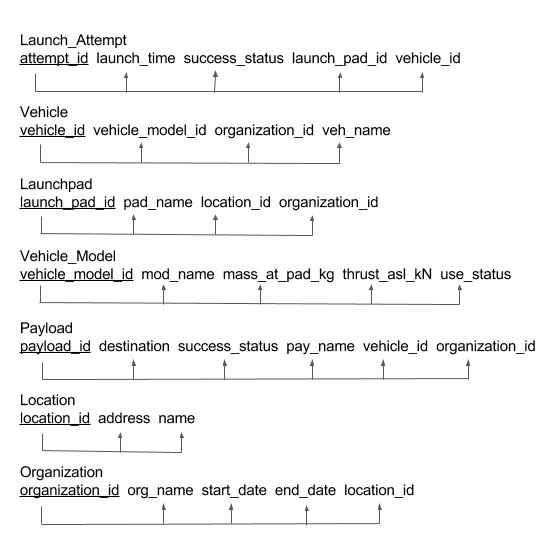 Launch_Attempt
attempt_id launch_time success_status launch_pad_id vehicle_id
Vehicle
vehicle_id vehicle_model_id organization_id veh_name
Launchpad
launch_pad_id pad_name location_id organization_id
Vehicle_Model
vehicle_model_id mod_name mass_at_pad_kg thrust_asl_kN use_status
Payload
payload_id destination success_status pay_name vehicle_id organization_id
Location
location_id address name
Organization
organization_id org_name start_date end_date location_id